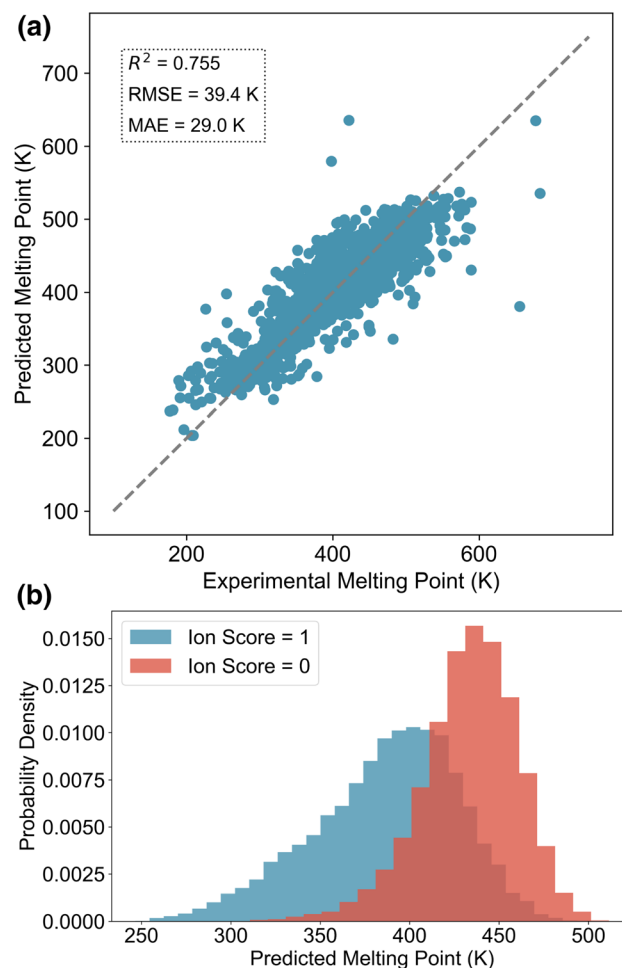 (a)
R² = 0.755
RMSE = 39.4 K
MAE = 29.0 K
Predicted Melting Point (K)
700
600
500
400
300
200
100
200 400 600
Experimental Melting Point (K)
(b)
Ion Score = 1
Ion Score = 0
Probability Density
0.0150
0.0125
0.0100
0.0075
0.0050
0.0025
0.0000
250 300 350 400 450 500
Predicted Melting Point (K)